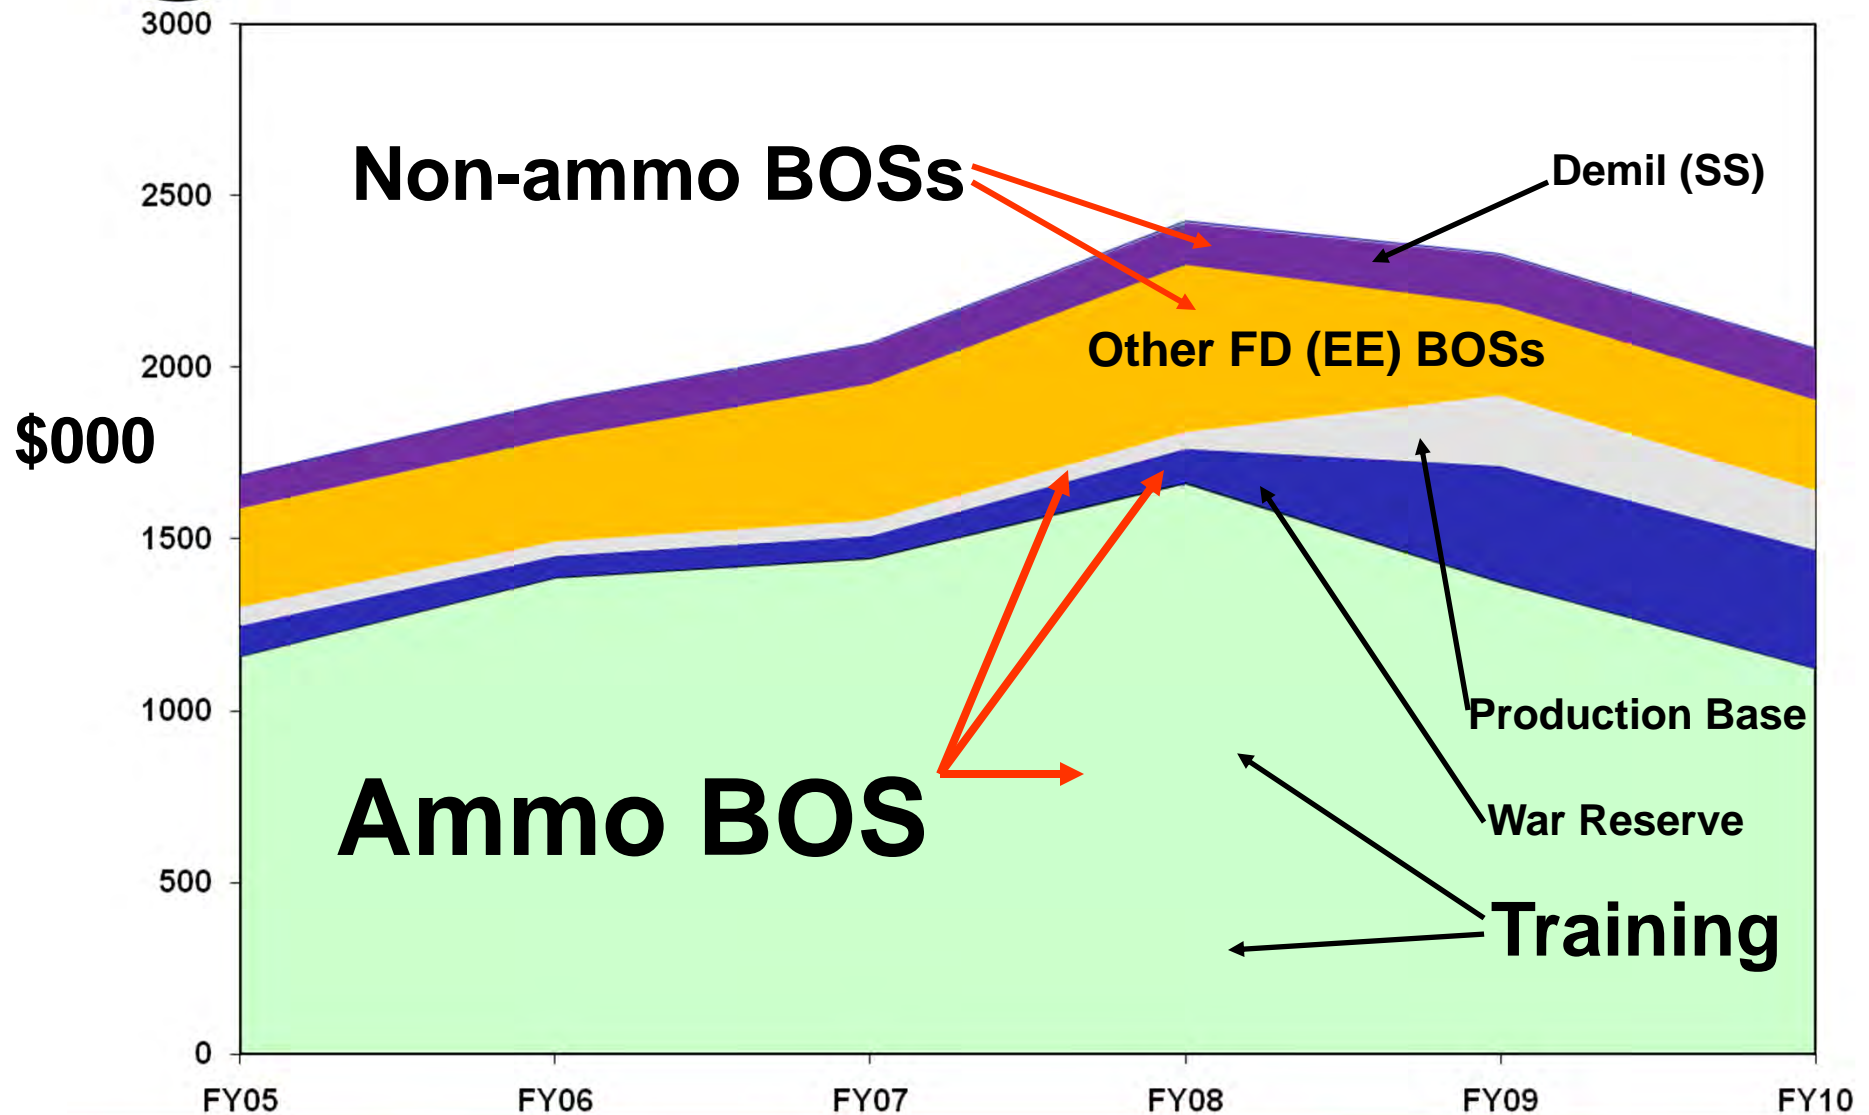 3000
Non-ammo BOSs
Demil (SS)
2500
2000
Other FD (EE) BOSs
$000
1500
1000
Production Base
Ammo BOS
War Reserve
500
Training
0
FY05 FY06 FY07 FY08 FY09 FY10